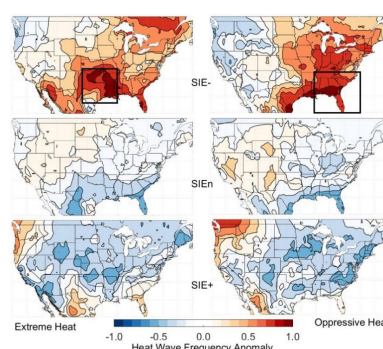 SIE-
SIEn
SIE+
Extreme Heat
Oppressive Hea
-1.0 -0.5 0.0 0.5 1.0
Heat Wave Frequency Anomaly